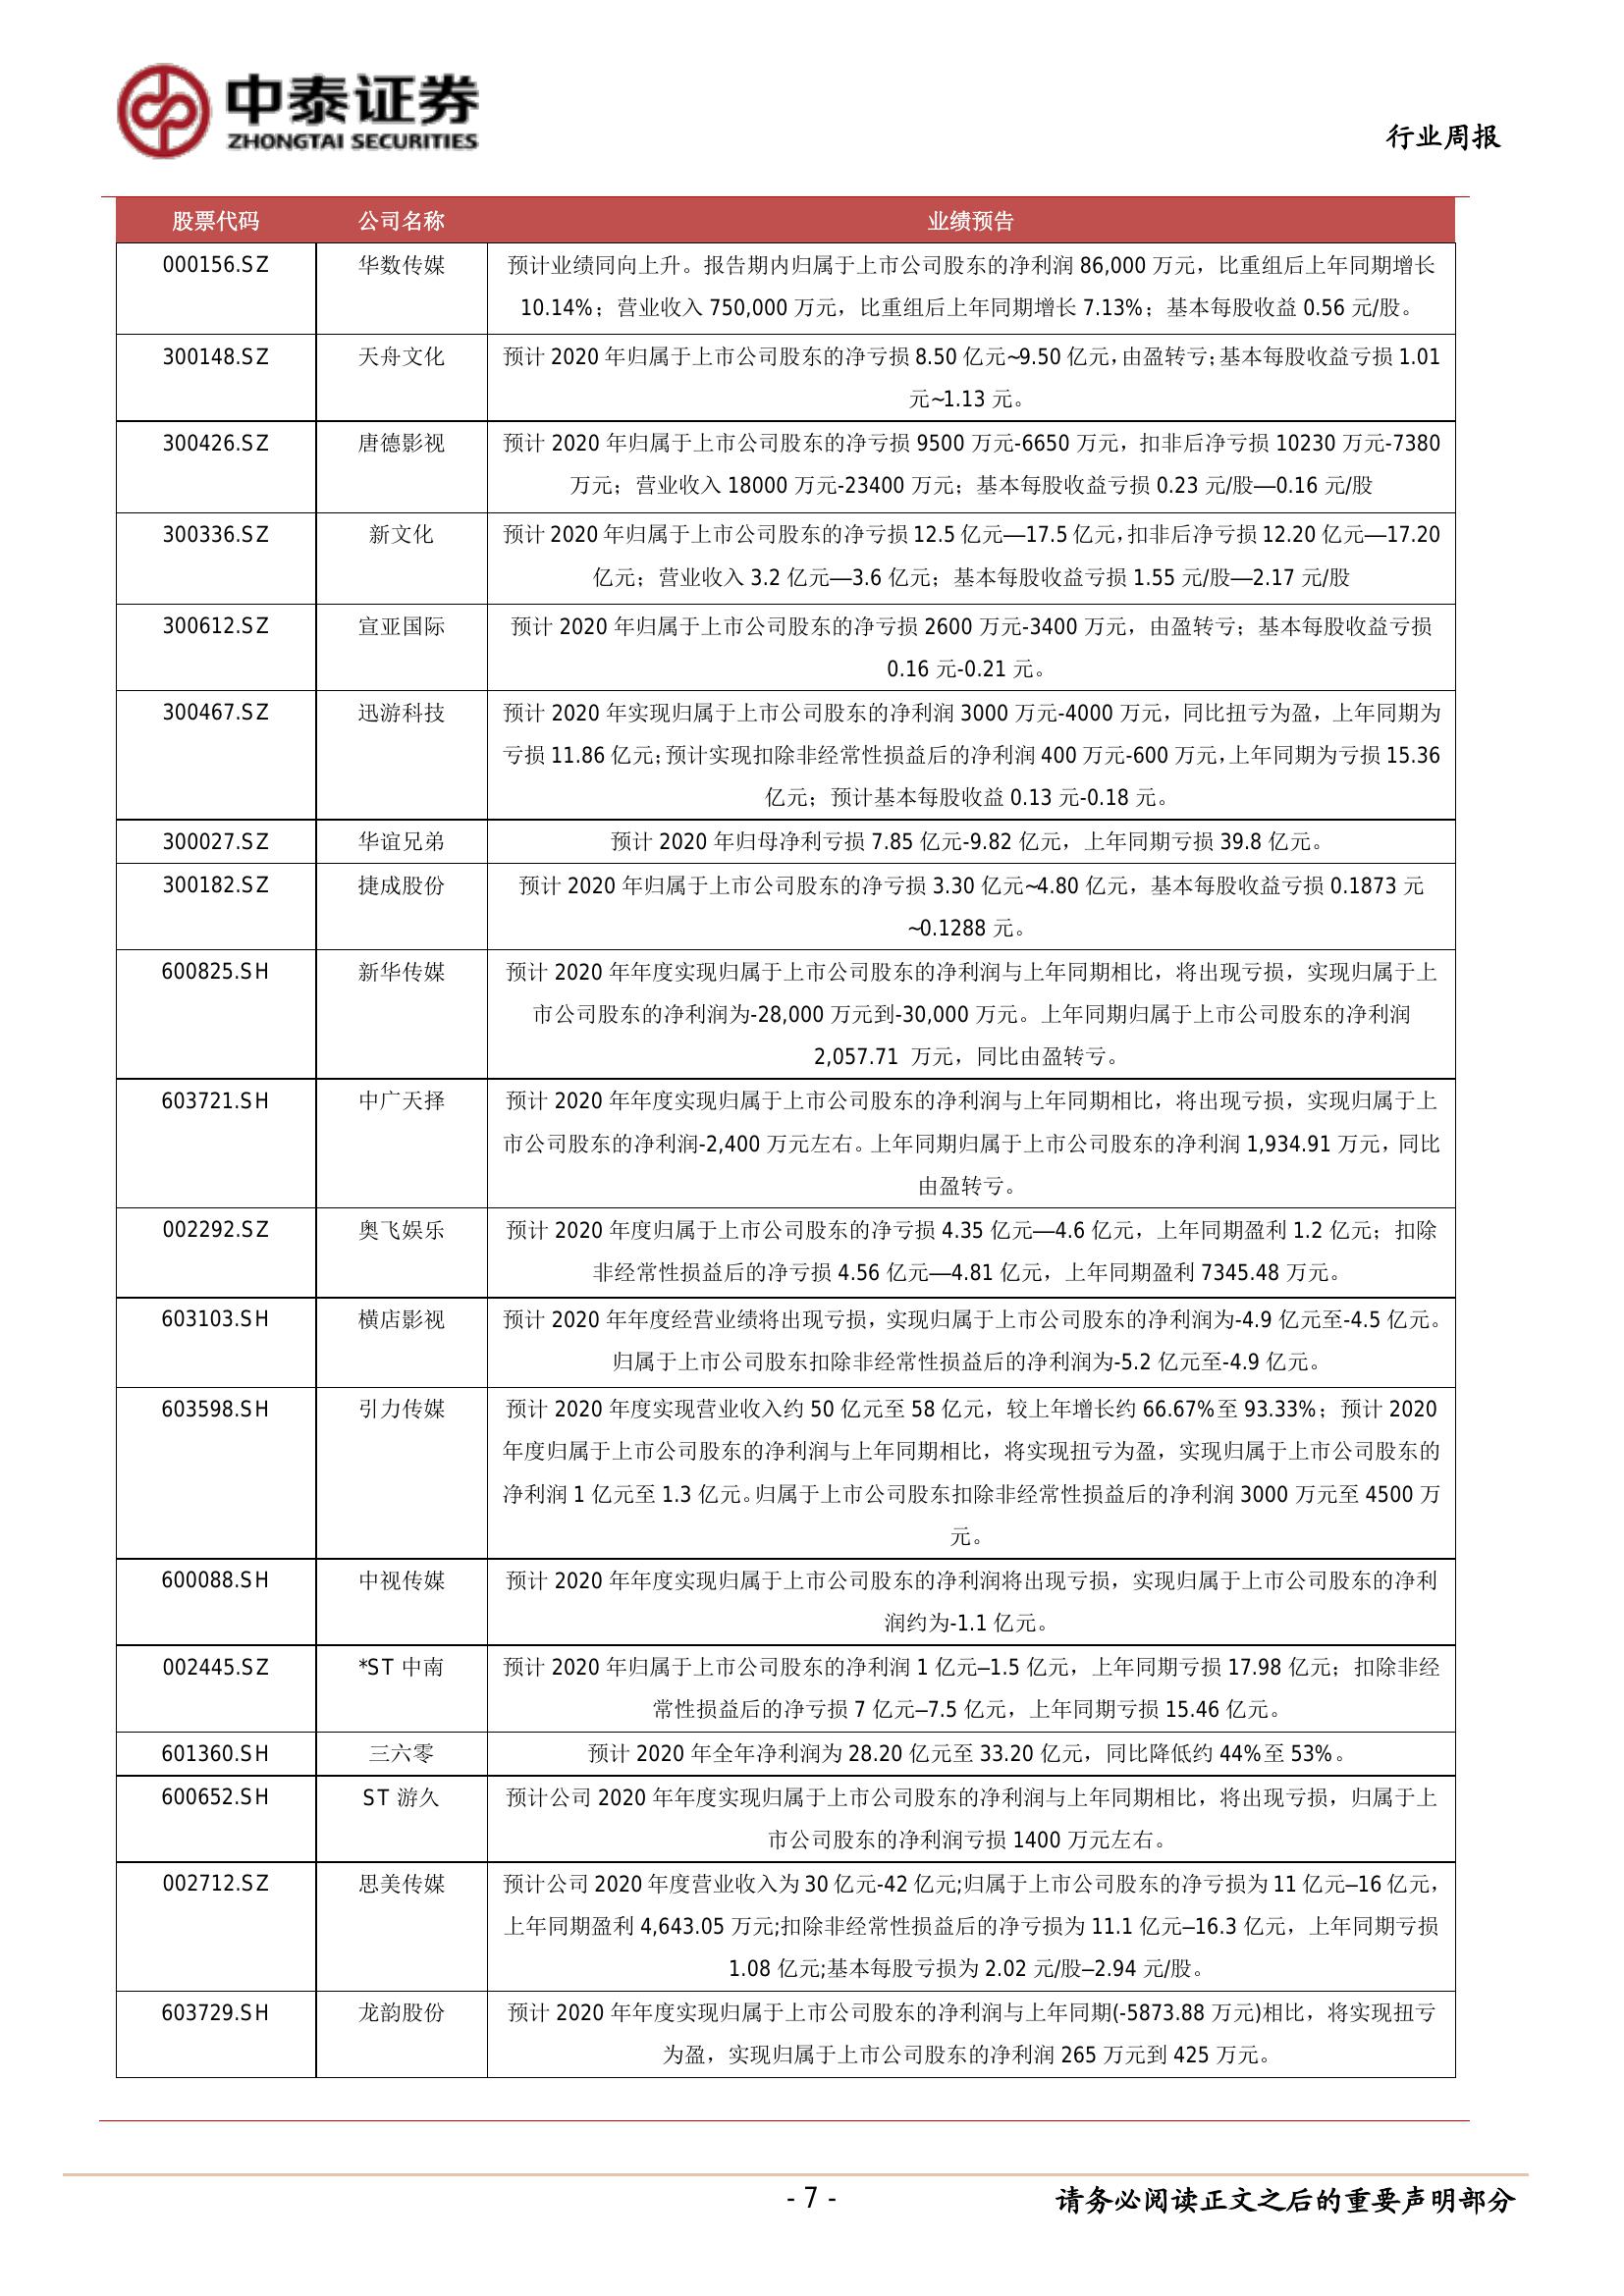 中泰证券
ZHONGTAI SECURITIES
行业周报
股票代码 公司名称 业绩预告
000156.SZ 华数传媒 预计业绩同向上升。报告期内归属于上市公司股东的净利润 86,000 万元，比重组后上年同期增长
10.14%；营业收入 750,000 万元，比重组后上年同期增长 7.13%；基本每股收益 0.56 元/股。
300148.SZ 天舟文化 预计 2020 年归属于上市公司股东的净亏损 8.50 亿元~9.50 亿元，由盈转亏；基本每股收益亏损 1.01
元~1.13 元。
300426.SZ 唐德影视 预计 2020 年归属于上市公司股东的净亏损 9500 万元-6650 万元，扣非后净亏损 10230 万元-7380
万元；营业收入 18000 万元-23400 万元；基本每股收益亏损 0.23 元/股—0.16 元/股
300336.SZ 新文化 预计 2020 年归属于上市公司股东的净亏损 12.5 亿元—17.5 亿元，扣非后净亏损 12.20 亿元—17.20
亿元；营业收入 3.2 亿元—3.6 亿元；基本每股收益亏损 1.55 元/股—2.17 元/股
300612.SZ 宣亚国际 预计 2020 年归属于上市公司股东的净亏损 2600 万元-3400 万元，由盈转亏；基本每股收益亏损
0.16 元-0.21 元。
300467.SZ 迅游科技 预计 2020 年实现归属于上市公司股东的净利润 3000 万元-4000 万元，同比扭亏为盈，上年同期为
亏损 11.86 亿元；预计实现扣除非经常性损益后的净利润 400 万元-600 万元，上年同期为亏损 15.36
亿元；预计基本每股收益 0.13 元-0.18 元。
300027.SZ 华谊兄弟 预计 2020 年归母净利亏损 7.85 亿元-9.82 亿元，上年同期亏损 39.8 亿元。
300182.SZ 捷成股份 预计 2020 年归属于上市公司股东的净亏损 3.30 亿元~4.80 亿元，基本每股收益亏损 0.1873 元
~0.1288 元。
600825.SH 新华传媒 预计 2020 年年度实现归属于上市公司股东的净利润与上年同期相比，将出现亏损，实现归属于上
市公司股东的净利润为-28,000 万元到-30,000 万元。上年同期归属于上市公司股东的净利润
2,057.71 万元，同比由盈转亏。
603721.SH 中广天择 预计 2020 年年度实现归属于上市公司股东的净利润与上年同期相比，将出现亏损，实现归属于上
市公司股东的净利润-2,400 万元左右。上年同期归属于上市公司股东的净利润 1,934.91 万元，同比
由盈转亏。
002292.SZ 奥飞娱乐 预计 2020 年度归属于上市公司股东的净亏损 4.35 亿元—4.6 亿元，上年同期盈利 1.2 亿元；扣除
非经常性损益后的净亏损 4.56 亿元—4.81 亿元，上年同期盈利 7345.48 万元。
603103.SH 横店影视 预计 2020 年年度经营业绩将出现亏损，实现归属于上市公司股东的净利润为-4.9 亿元至-4.5 亿元。
归属于上市公司股东扣除非经常性损益后的净利润为-5.2 亿元至-4.9 亿元。
603598.SH 引力传媒 预计 2020 年度实现营业收入约 50 亿元至 58 亿元，较上年增长约 66.67%至 93.33%；预计 2020
年度归属于上市公司股东的净利润与上年同期相比，将实现扭亏为盈，实现归属于上市公司股东的
净利润 1 亿元至 1.3 亿元。归属于上市公司股东扣除非经常性损益后的净利润 3000 万元至 4500 万
元。
600088.SH 中视传媒 预计 2020 年年度实现归属于上市公司股东的净利润将出现亏损，实现归属于上市公司股东的净利
润约为-1.1 亿元。
002445.SZ *ST 中南 预计 2020 年归属于上市公司股东的净利润 1 亿元–1.5 亿元，上年同期亏损 17.98 亿元；扣除非经
常性损益后的净亏损 7 亿元–7.5 亿元，上年同期亏损 15.46 亿元。
601360.SH 三六零 预计 2020 年全年净利润为 28.20 亿元至 33.20 亿元，同比降低约 44%至 53%。
600652.SH ST 游久 预计公司 2020 年年度实现归属于上市公司股东的净利润与上年同期相比，将出现亏损，归属于上
市公司股东的净利润亏损 1400 万元左右。
002712.SZ 思美传媒 预计公司 2020 年度营业收入为 30 亿元-42 亿元;归属于上市公司股东的净亏损为 11 亿元–16 亿元，
上年同期盈利 4,643.05 万元;扣除非经常性损益后的净亏损为 11.1 亿元–16.3 亿元，上年同期亏损
1.08 亿元;基本每股亏损为 2.02 元/股–2.94 元/股。
603729.SH 龙韵股份 预计 2020 年年度实现归属于上市公司股东的净利润与上年同期(-5873.88 万元)相比，将实现扭亏
为盈，实现归属于上市公司股东的净利润 265 万元到 425 万元。
- 7 -
请务必阅读正文之后的重要声明部分